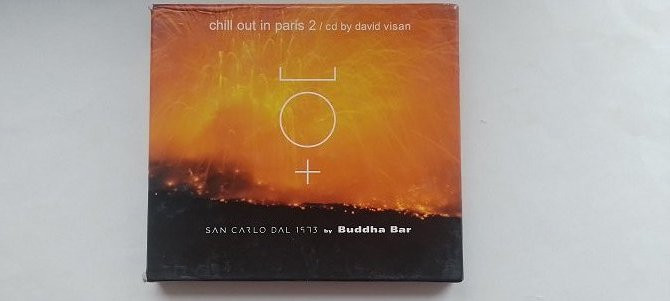 chill out in paris 2 / cd by david visan
SAN CARLO DAL 1973 by Buddha Bar